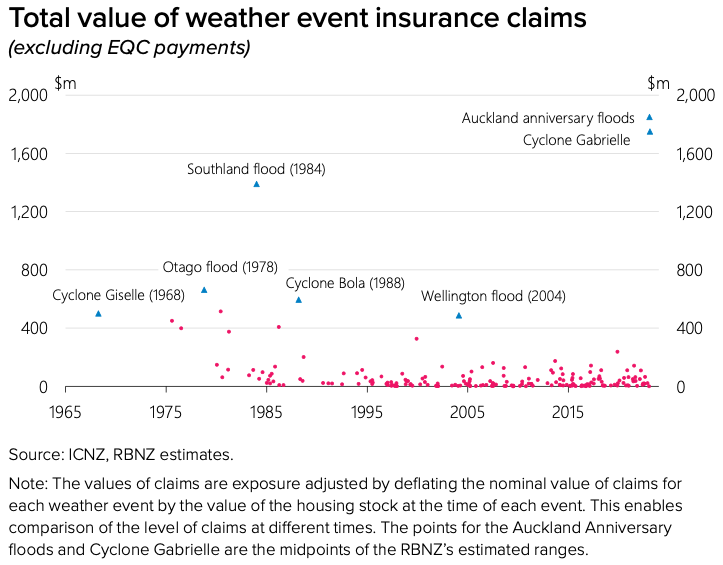 Total value of weather event insurance claims
(excluding EQC payments)
$m $m
2,000 2,000
Auckland anniversary floods
Cyclone Gabrielle
1,600 1,600
Southland flood (1984)
1,200 1,200
Otago flood (1978)
800 800
Cyclone Bola (1988)
Cyclone Giselle (1968)
Wellington flood (2004)
400 400
0 0
1965 1975 1985 1995 2005 2015
Source: ICNZ, RBNZ estimates.
Note: The values of claims are exposure adjusted by deflating the nominal value of claims for
each weather event by the value of the housing stock at the time of each event. This enables
comparison of the level of claims at different times. The points for the Auckland Anniversary
floods and Cyclone Gabrielle are the midpoints of the RBNZ’s estimated ranges.